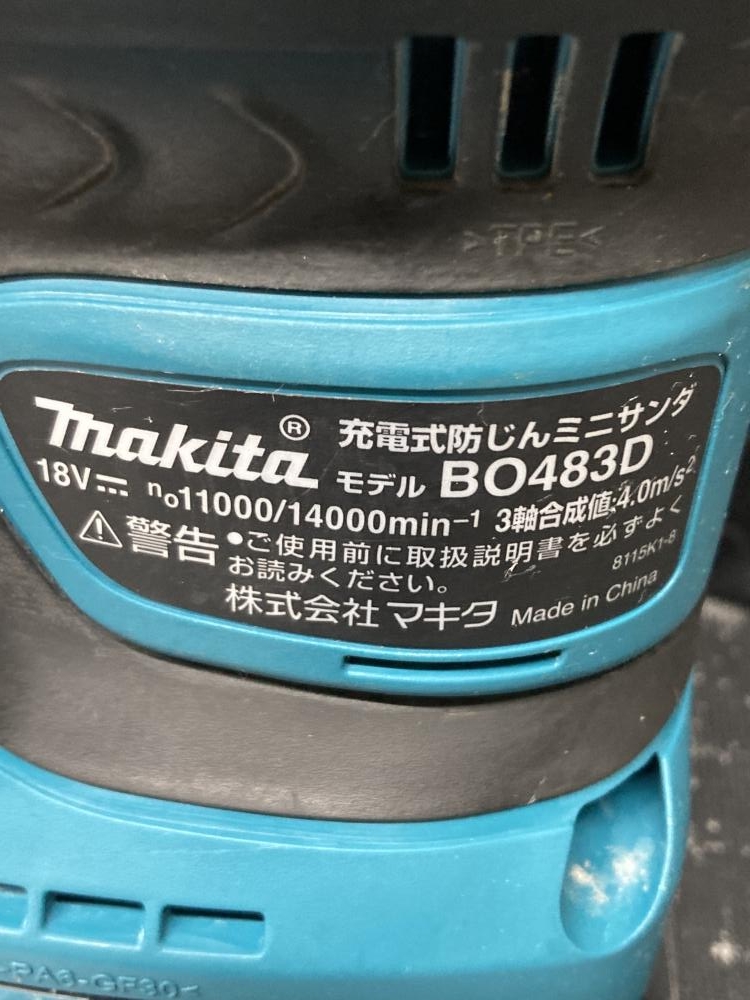 >TPE<
makita® 充電式防じんミニサンダ
モデル BO483D
18V⎓ n₀11000/14000min⁻¹ 3軸合成値:4.0m/s²
⚠警告 ●ご使用前に取扱説明書を必ずよく
お読みください。
8115K1-8
株式会社 マキタ Made in China
>PA6-GF30<